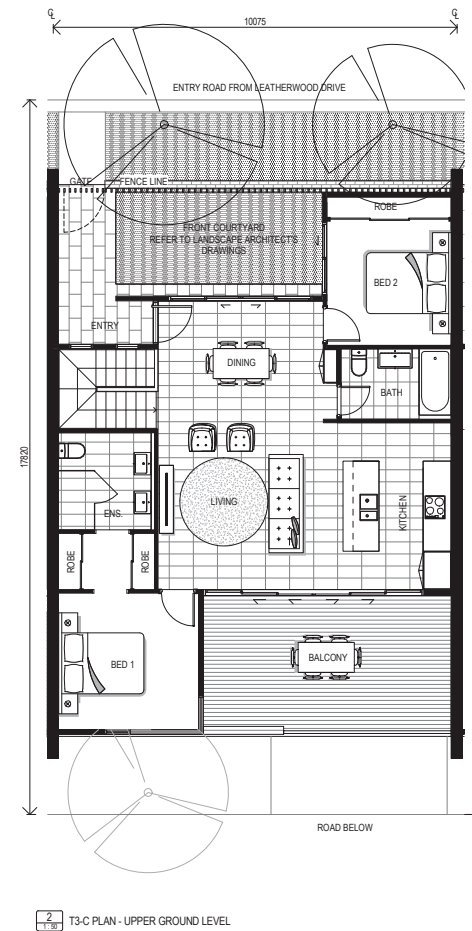 ℄ ℄
10075
ENTRY ROAD FROM LEATHERWOOD DRIVE
GATE FENCE LINE
ROBE
FRONT COURTYARD
REFER TO LANDSCAPE ARCHITECT'S
DRAWINGS
BED 2
ENTRY
DINING
BATH
17820
LIVING
KITCHEN
ENS.
ROBE
ROBE
BED 1
BALCONY
ROAD BELOW
2
1 : 50
T3-C PLAN - UPPER GROUND LEVEL